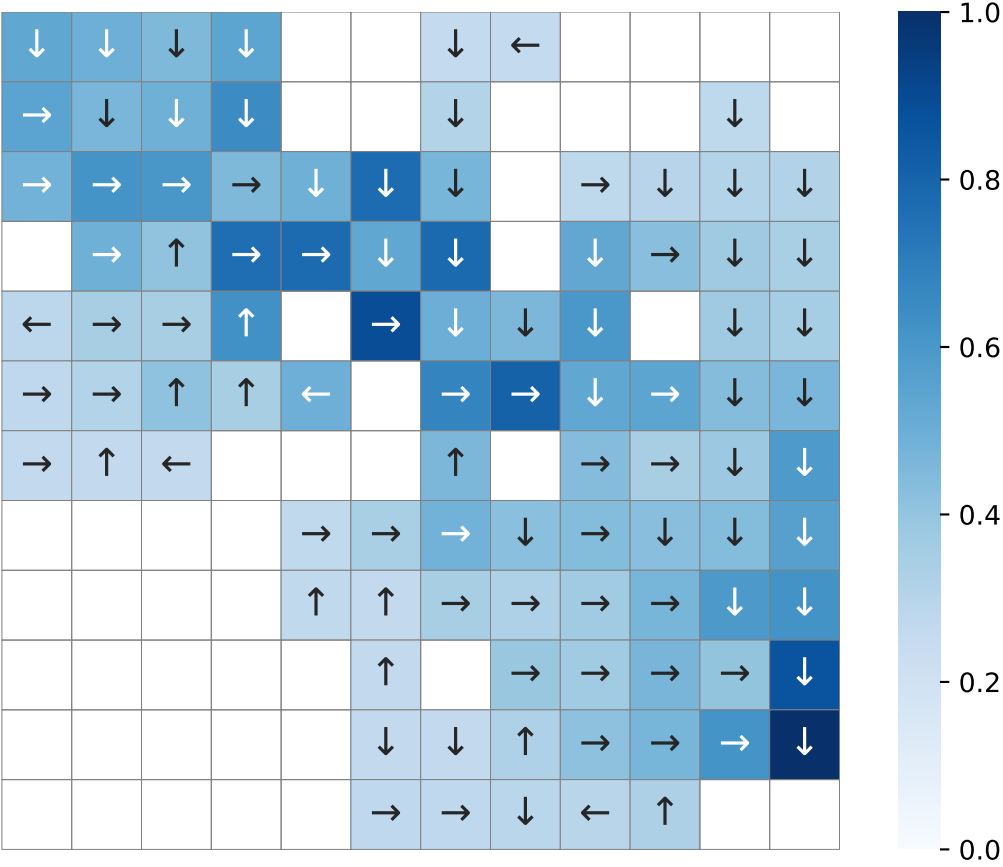 ↓ ↓ ↓ ↓ ↓ ← 1.0
→ ↓ ↓ ↓ ↓ ↓
→ → → → ↓ ↓ ↓ → ↓ ↓ ↓ 0.8
→ ↑ → → ↓ ↓ ↓ → ↓ ↓
← → → ↑ → ↓ ↓ ↓ ↓ ↓ 0.6
→ → ↑ ↑ ← → → ↓ → ↓ ↓
→ ↑ ← ↑ → → ↓ ↓
→ → → ↓ → ↓ ↓ ↓ 0.4
↑ ↑ → → → → ↓ ↓
↑ → → → → ↓ 0.2
↓ ↓ ↑ → → → ↓
→ → ↓ ← ↑ 0.0